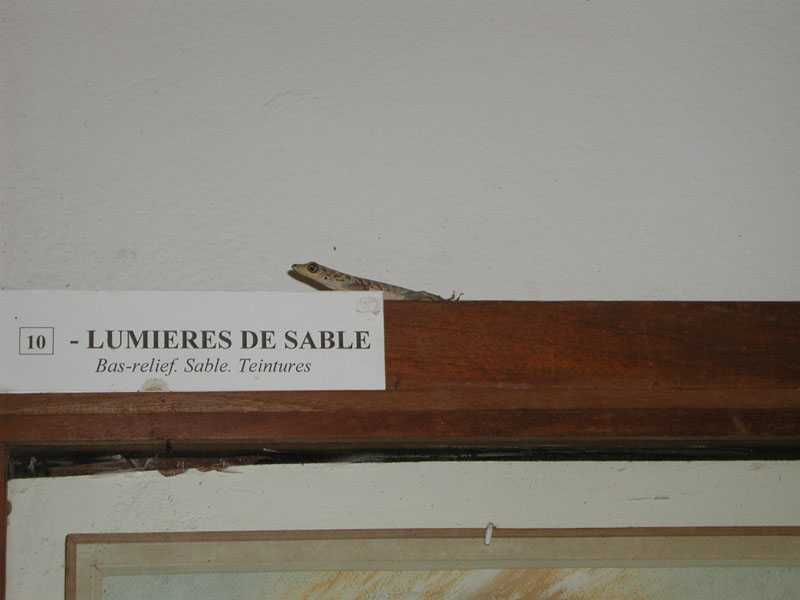 10 - LUMIERES DE SABLE
Bas-relief. Sable. Teintures